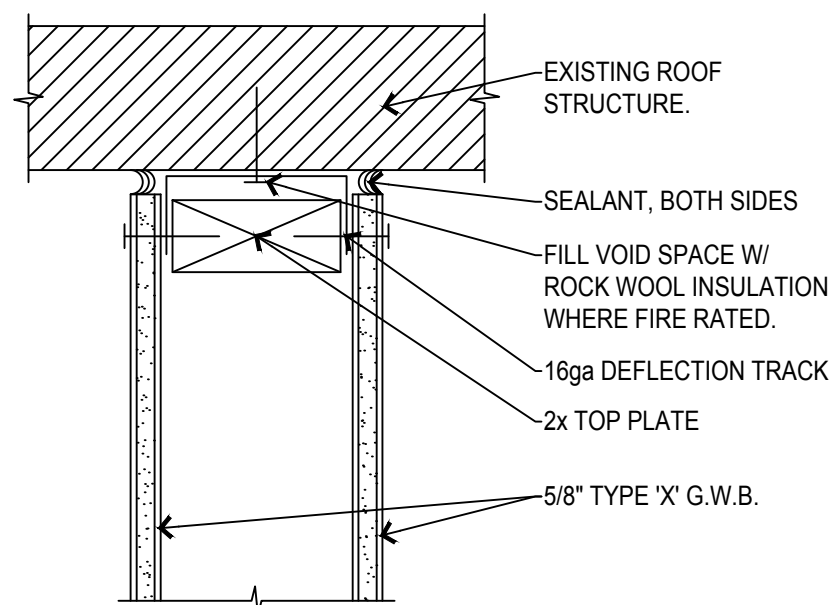 EXISTING ROOF
STRUCTURE.
SEALANT, BOTH SIDES
FILL VOID SPACE W/
ROCK WOOL INSULATION
WHERE FIRE RATED.
16ga DEFLECTION TRACK
2x TOP PLATE
5/8" TYPE 'X' G.W.B.